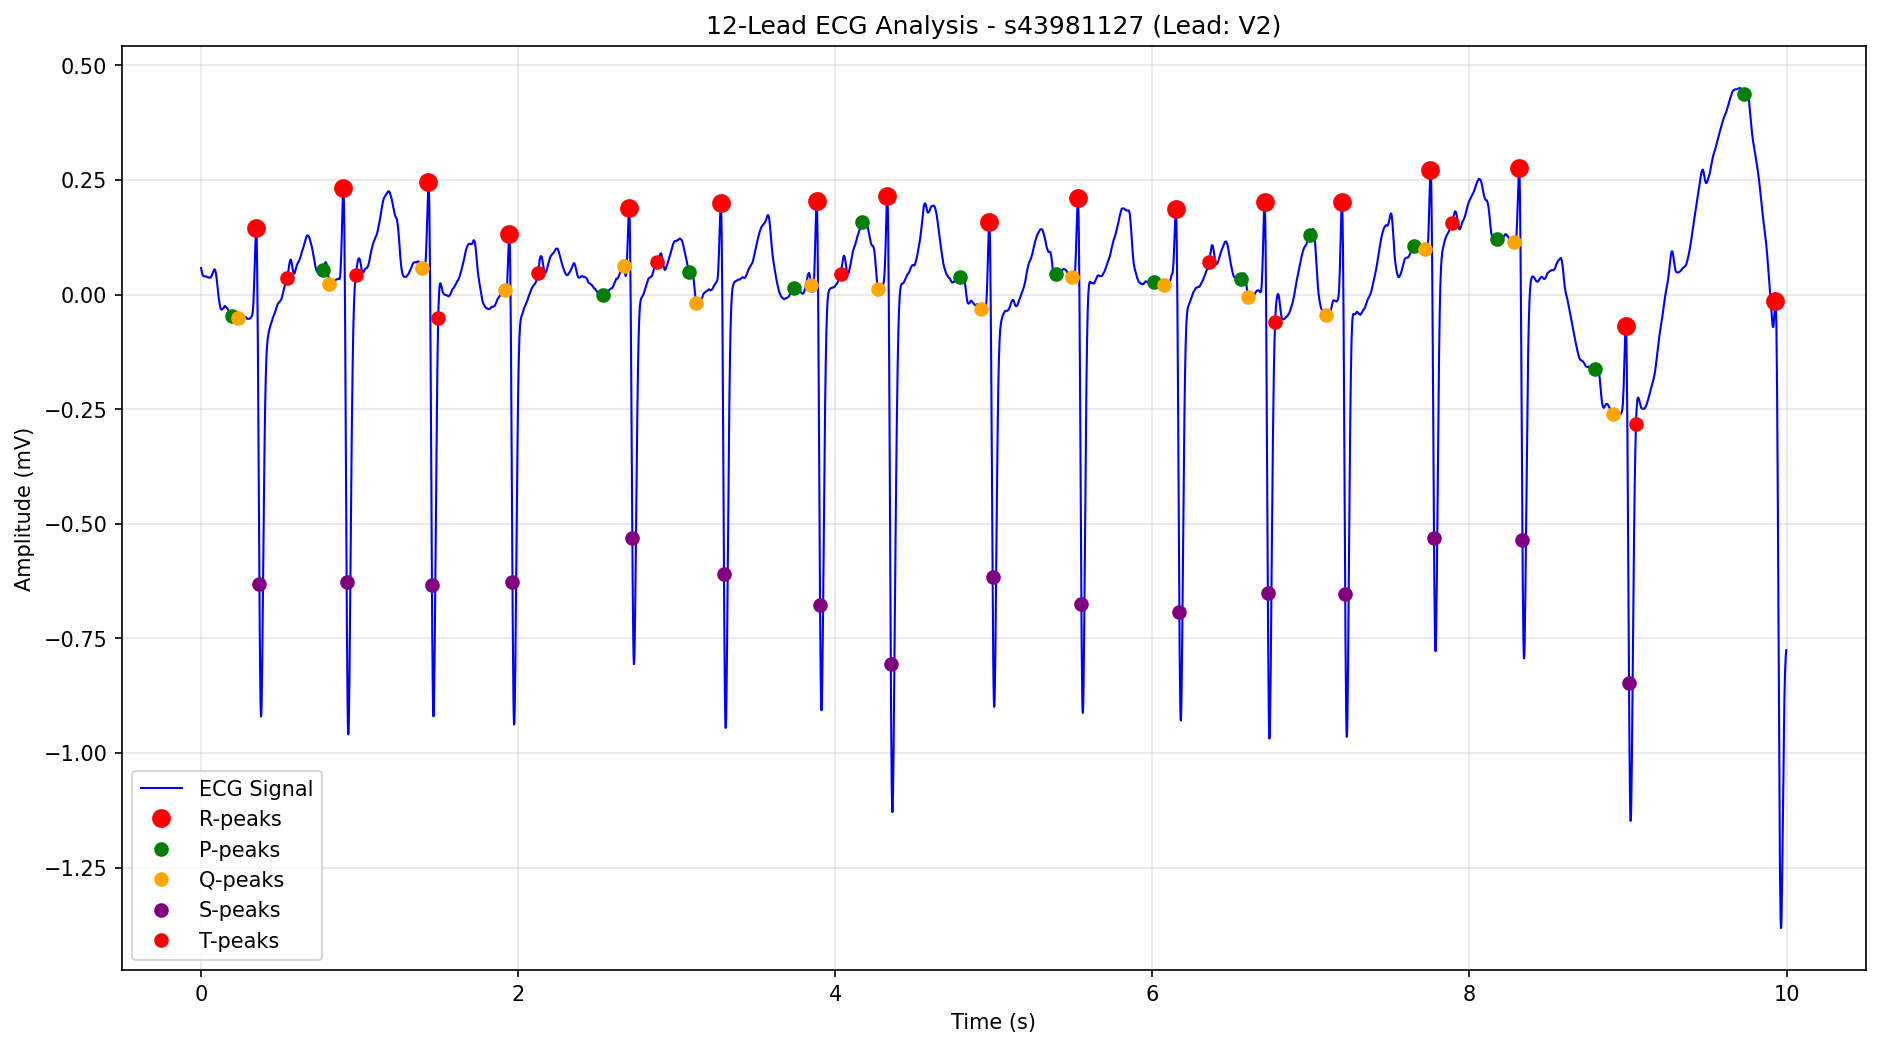 12-Lead ECG Analysis - s43981127 (Lead: V2)
Amplitude (mV)
0.50
0.25
0.00
−0.25
−0.50
−0.75
−1.00
−1.25
ECG Signal
R-peaks
P-peaks
Q-peaks
S-peaks
T-peaks
0 2 4 6 8 10
Time (s)